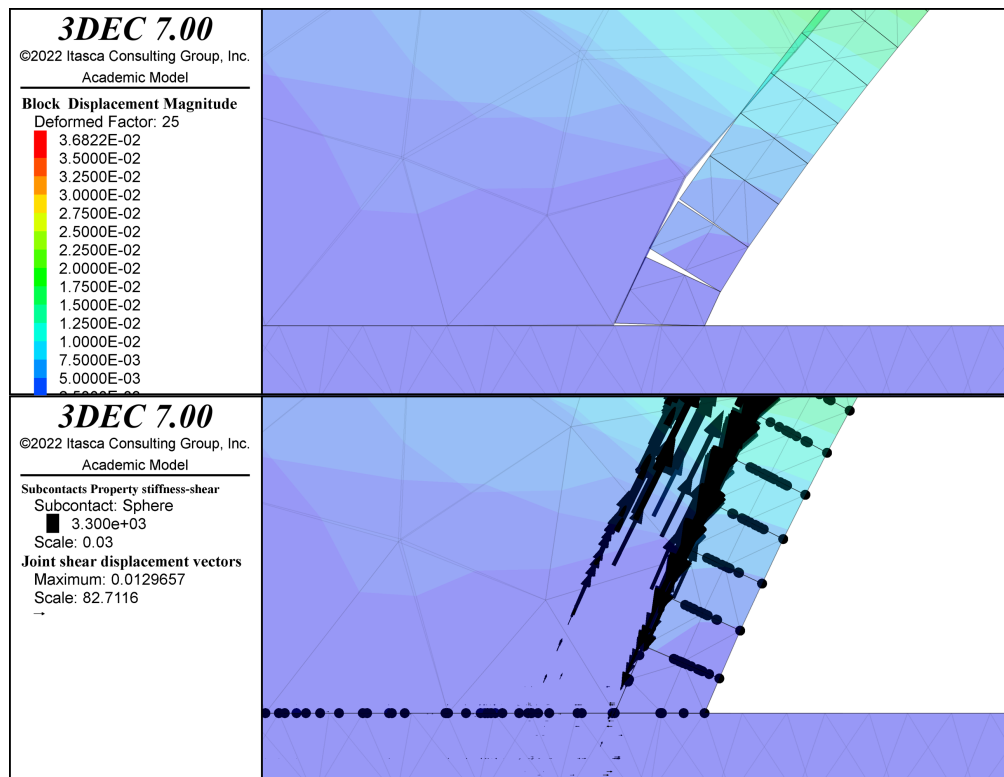 3DEC 7.00
©2022 Itasca Consulting Group, Inc.
Academic Model
Block Displacement Magnitude
Deformed Factor: 25
3.6822E-02
3.5000E-02
3.2500E-02
3.0000E-02
2.7500E-02
2.5000E-02
2.2500E-02
2.0000E-02
1.7500E-02
1.5000E-02
1.2500E-02
1.0000E-02
7.5000E-03
5.0000E-03
3DEC 7.00
©2022 Itasca Consulting Group, Inc.
Academic Model
Subcontacts Property stiffness-shear
Subcontact: Sphere
3.300e+03
Scale: 0.03
Joint shear displacement vectors
Maximum: 0.0129657
Scale: 82.7116